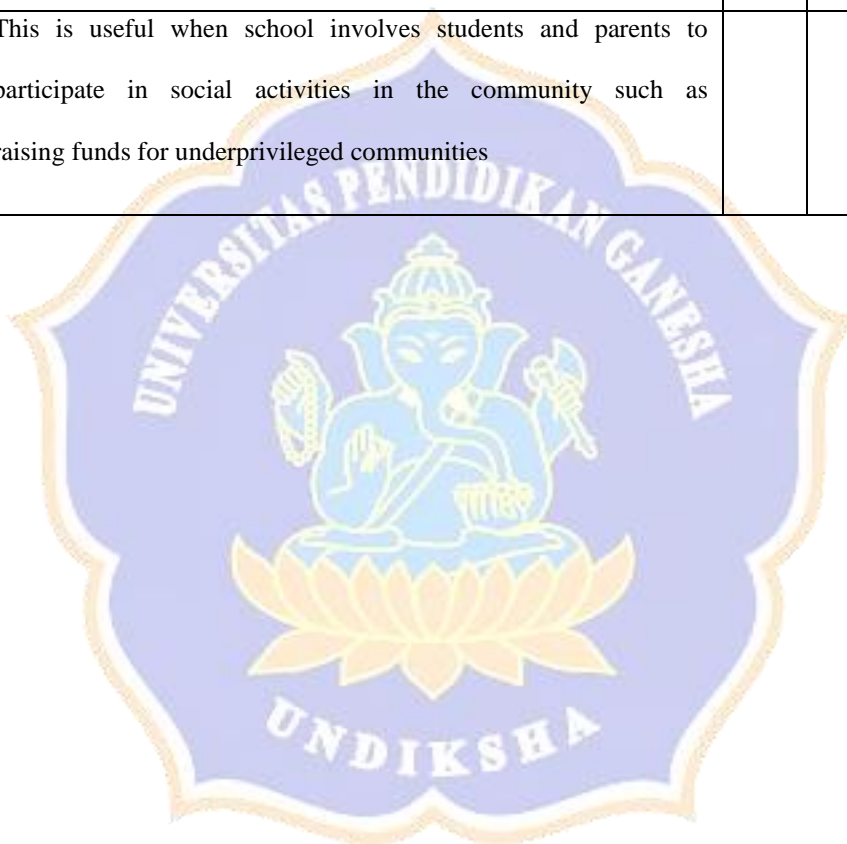 This is useful when school involves students and parents to
participate in social activities in the community such as
raising funds for underprivileged communities
UNIVERSITAS PENDIDIKAN GANESHA
UNDIKSHA